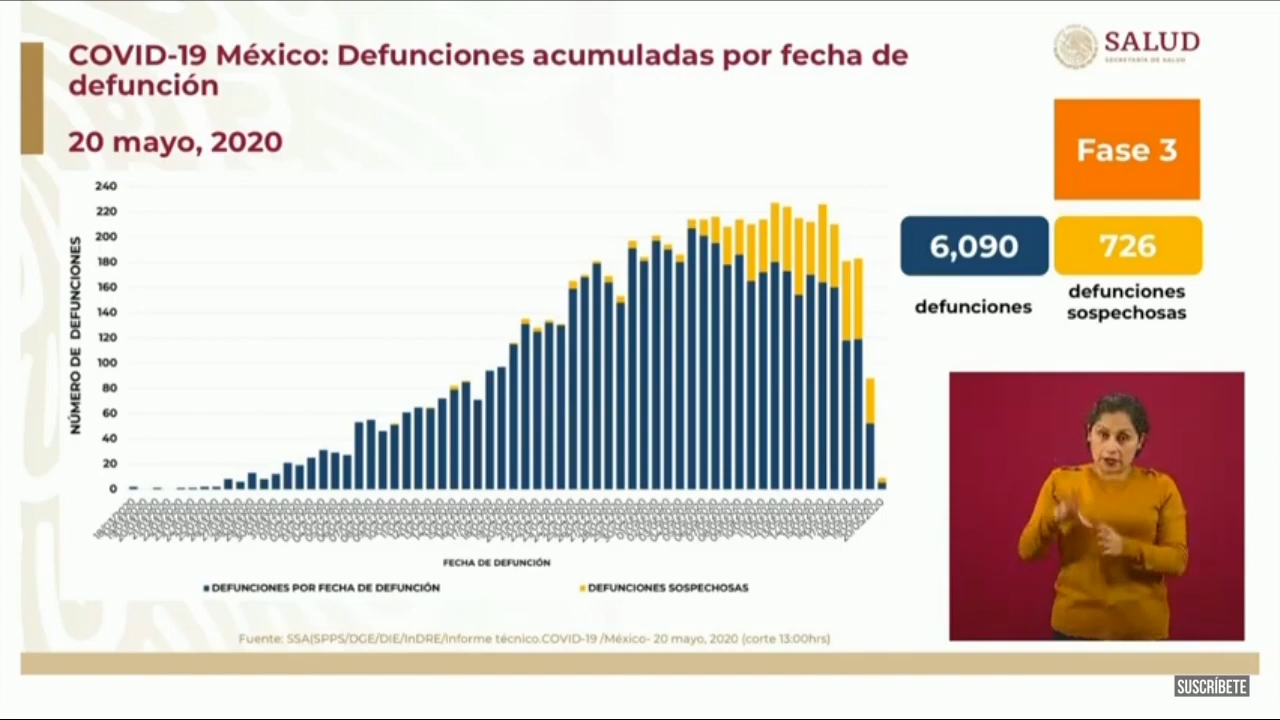 COVID-19 México: Defunciones acumuladas por fecha de
defunción
20 mayo, 2020
SALUD
SECRETARÍA DE SALUD
Fase 3
6,090
726
defunciones
defunciones
sospechosas
NÚMERO DE DEFUNCIONES
240
220
200
180
160
140
120
100
80
60
40
20
0
FECHA DE DEFUNCIÓN
DEFUNCIONES POR FECHA DE DEFUNCIÓN
DEFUNCIONES SOSPECHOSAS
Fuente: SSA(SPPS/DGE/DIE/InDRE/Informe técnico.COVID-19 /México- 20 mayo, 2020 (corte 13:00hrs)
SUSCRÍBETE